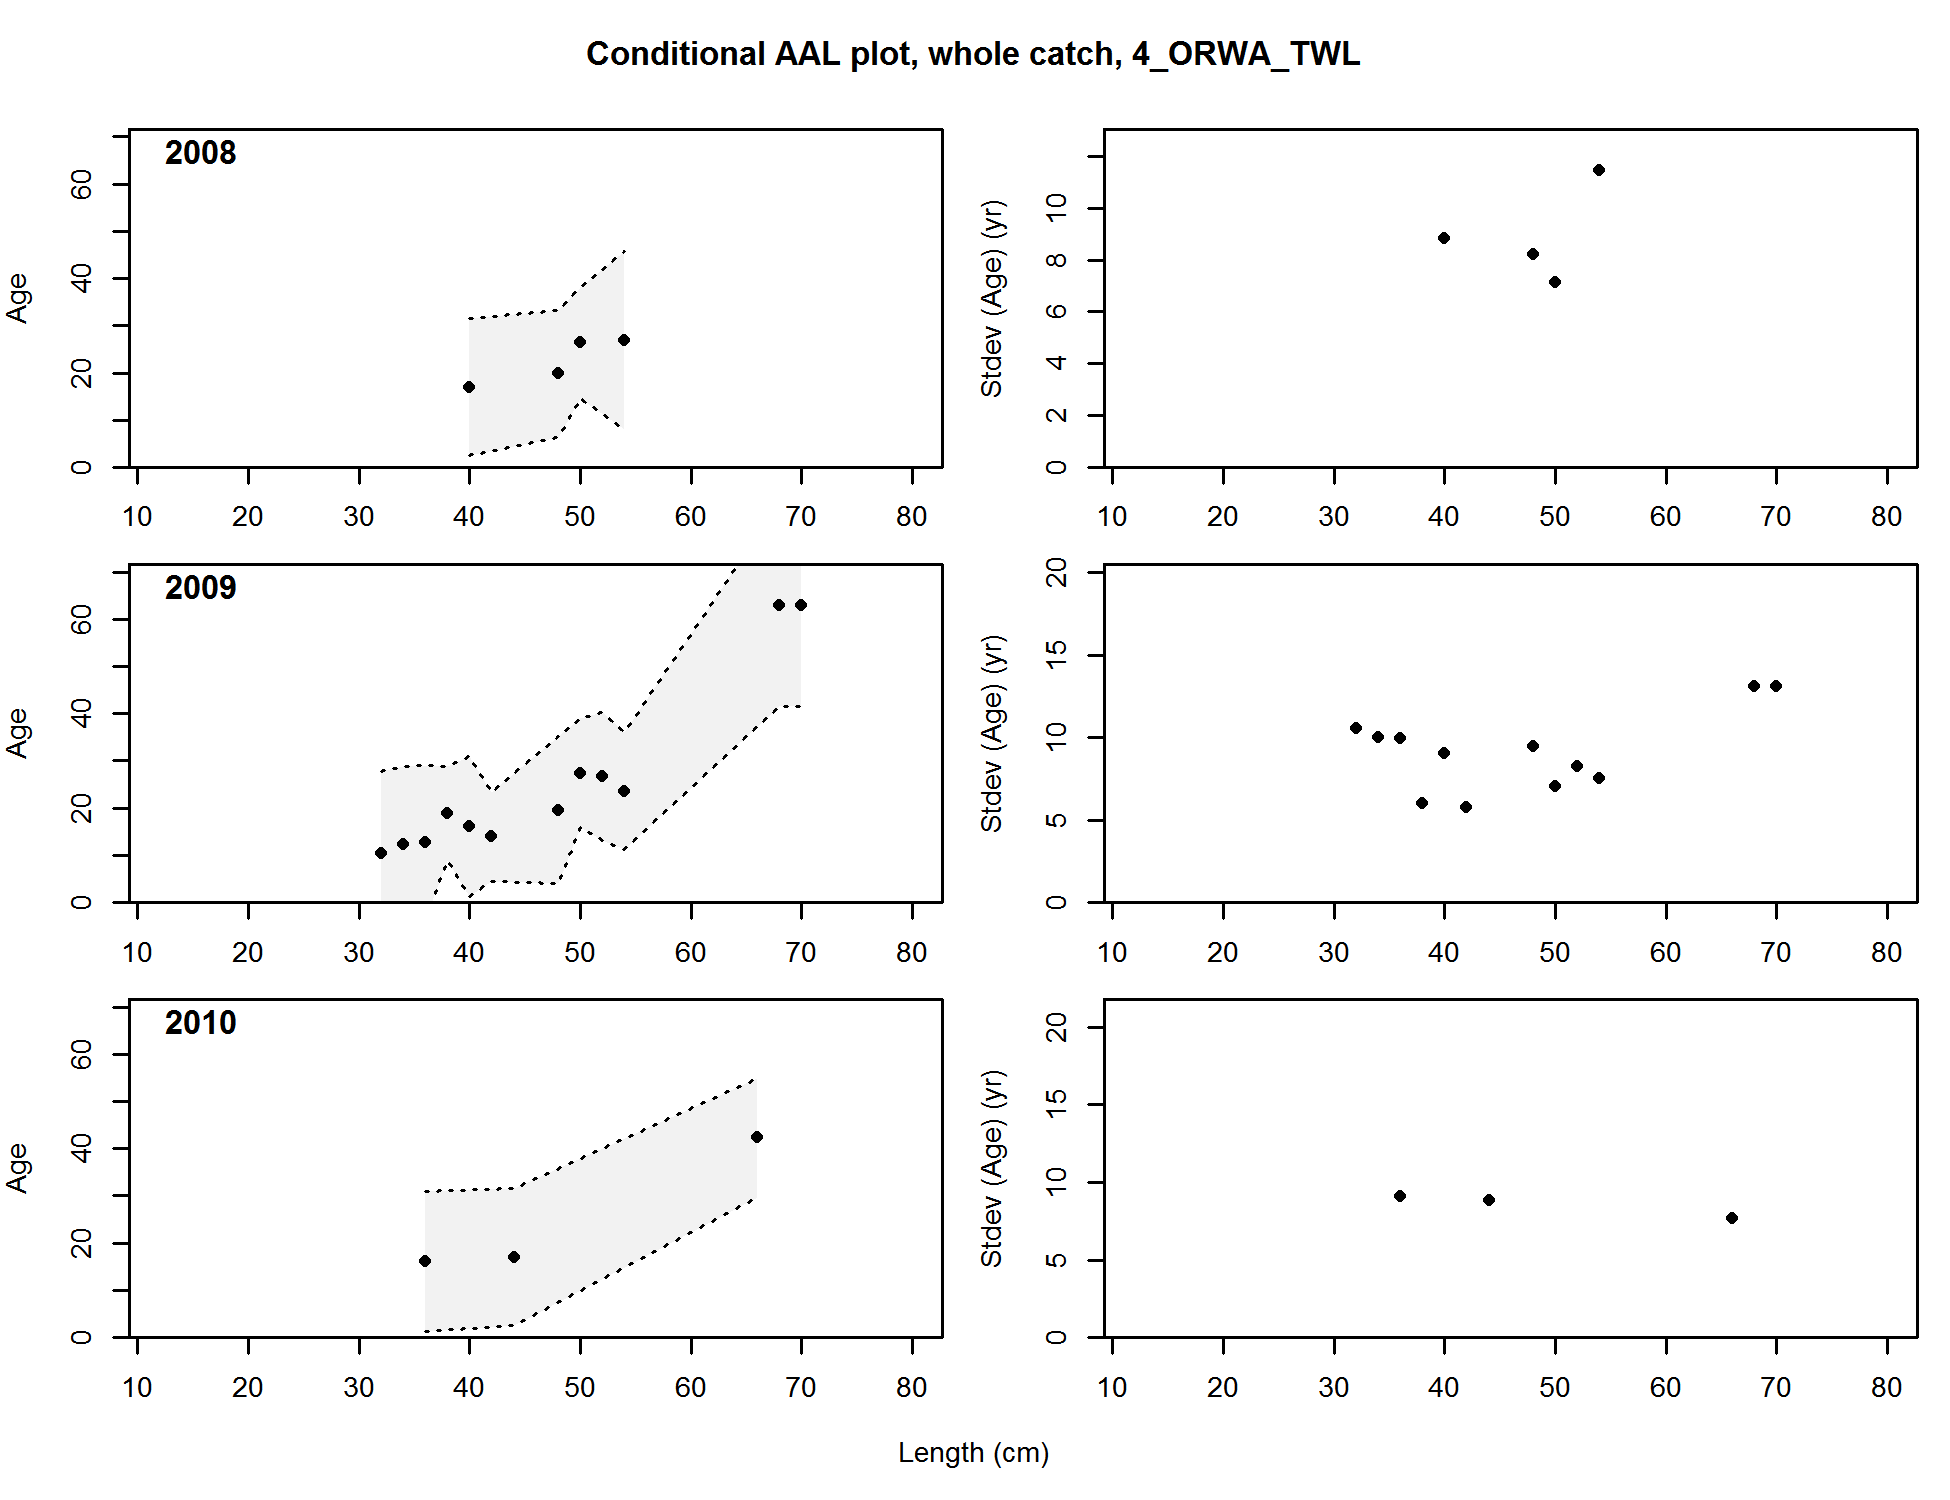 Conditional AAL plot, whole catch, 4_ORWA_TWL
2008
Age
0 20 40 60
10 20 30 40 50 60 70 80
Stdev (Age) (yr)
0 2 4 6 8 10
10 20 30 40 50 60 70 80
2009
Age
0 20 40 60
10 20 30 40 50 60 70 80
Stdev (Age) (yr)
0 5 10 15 20
10 20 30 40 50 60 70 80
2010
Age
0 20 40 60
10 20 30 40 50 60 70 80
Stdev (Age) (yr)
0 5 10 15 20
10 20 30 40 50 60 70 80
Length (cm)